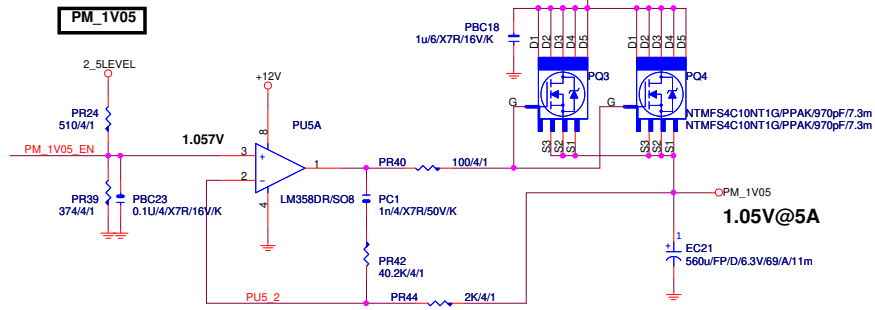 PM_1V05
PBC18
1u/6/X7R/16V/K
D1
D2
D3
D4
D5
D1
D2
D3
D4
D5
2_5LEVEL
+12V
PQ3
PQ4
PR24
510/4/1
8
PU5A
G
G
NTMFS4C10NT1G/PPAK/970pF/7.3m
NTMFS4C10NT1G/PPAK/970pF/7.3m
1.057V
S3
S2
S1
S3
S2
S1
PM_1V05_EN
3
+
1
PR40
100/4/1
2
-
PR39
374/4/1
PBC23
0.1U/4/X7R/16V/K
4
LM358DR/SO8
PC1
1n/4/X7R/50V/K
PM_1V05
1.05V@5A
1
+
EC21
560u/FP/D/6.3V/69/A/11m
PR42
40.2K/4/1
PU5_2
PR44
2K/4/1